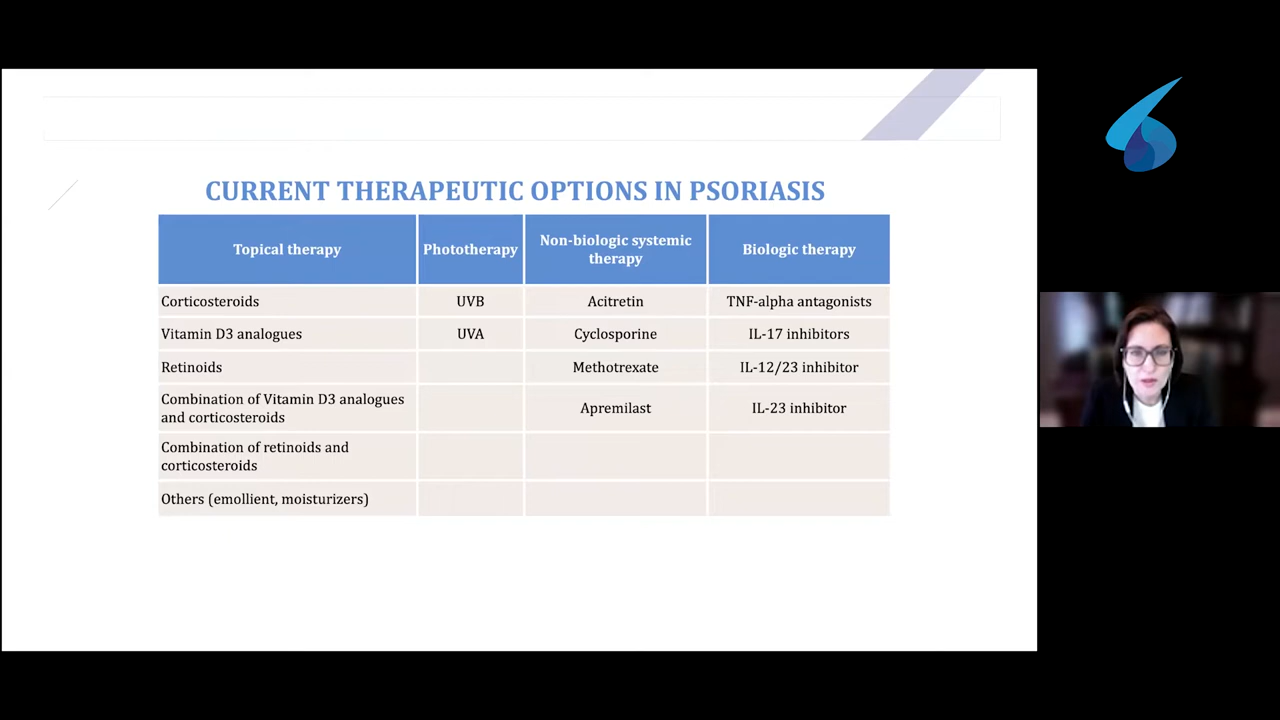 CURRENT THERAPEUTIC OPTIONS IN PSORIASIS
Topical therapy
Phototherapy
Non-biologic systemic
therapy
Biologic therapy
Corticosteroids
UVB
Acitretin
TNF-alpha antagonists
Vitamin D3 analogues
UVA
Cyclosporine
IL-17 inhibitors
Retinoids
Methotrexate
IL-12/23 inhibitor
Combination of Vitamin D3 analogues
and corticosteroids
Apremilast
IL-23 inhibitor
Combination of retinoids and
corticosteroids
Others (emollient, moisturizers)